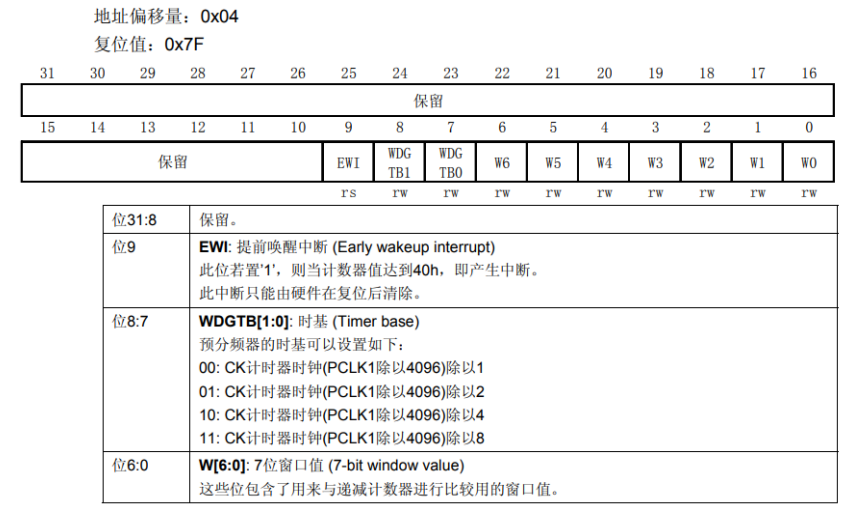 地址偏移量：0x04
复位值：0x7F
31 30 29 28 27 26 25 24 23 22 21 20 19 18 17 16
保留
15 14 13 12 11 10 9 8 7 6 5 4 3 2 1 0
保留 EWI WDG TB1 WDG TB0 W6 W5 W4 W3 W2 W1 W0
rs rw rw rw rw rw rw rw rw rw
位31:8 保留。
位9 EWI: 提前唤醒中断 (Early wakeup interrupt)
此位若置'1'，则当计数器值达到40h，即产生中断。
此中断只能由硬件在复位后清除。
位8:7 WDGTB[1:0]: 时基 (Timer base)
预分频器的时基可以设置如下：
00: CK计时器时钟(PCLK1除以4096)除以1
01: CK计时器时钟(PCLK1除以4096)除以2
10: CK计时器时钟(PCLK1除以4096)除以4
11: CK计时器时钟(PCLK1除以4096)除以8
位6:0 W[6:0]: 7位窗口值 (7-bit window value)
这些位包含了用来与递减计数器进行比较用的窗口值。